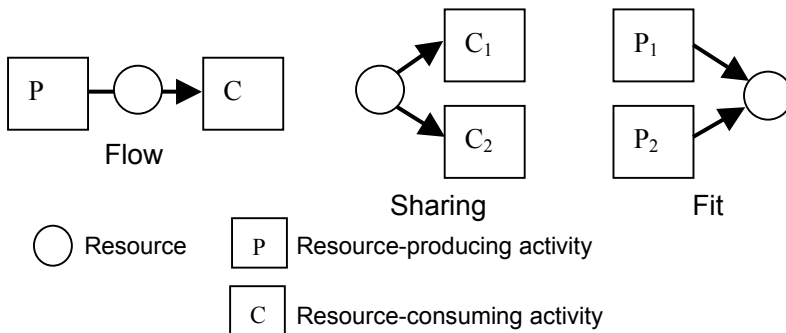 P
C
Flow
C₁
C₂
Sharing
P₁
P₂
Fit
Resource
P
Resource-producing activity
C
Resource-consuming activity